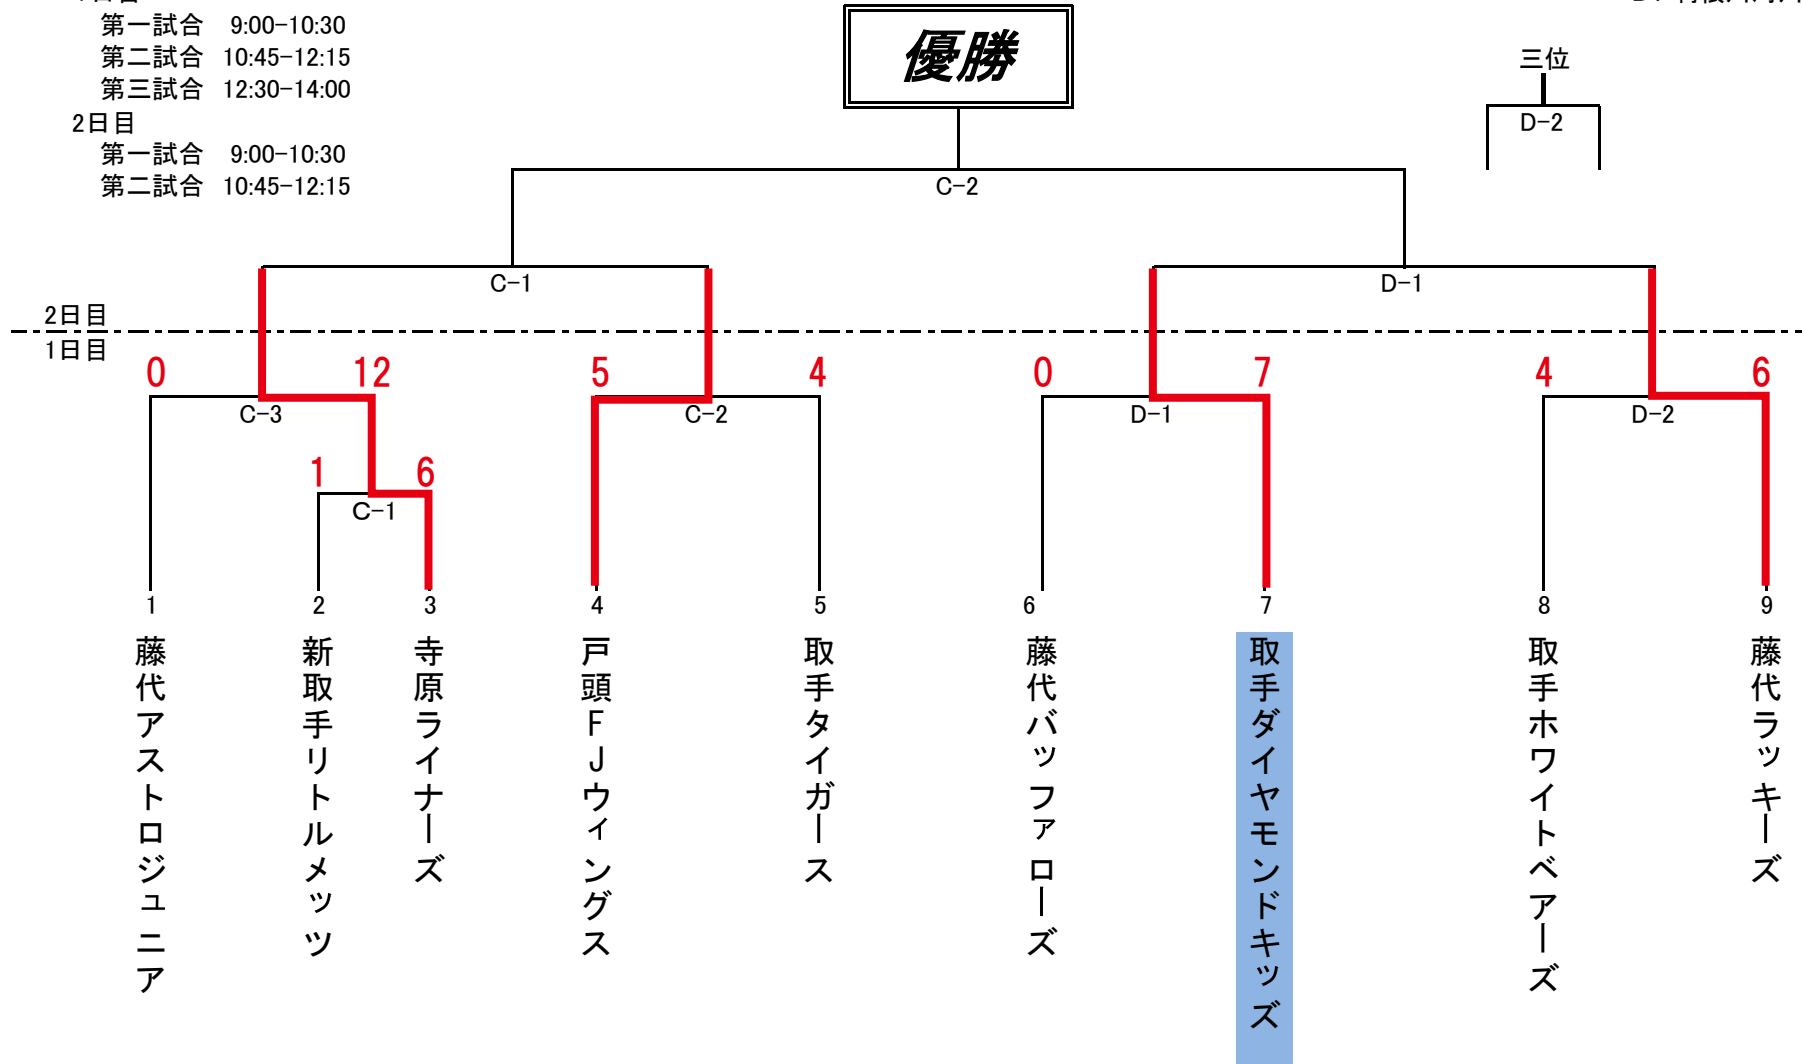 第一試合 9:00-10:30
第二試合 10:45-12:15
第三試合 12:30-14:00
2日目
第一試合 9:00-10:30
第二試合 10:45-12:15
優勝
三位
D-2
C-2
C-1
D-1
2日目
1日目
0
12
5
4
0
7
4
6
C-3
C-2
D-1
D-2
1
6
C-1
1
2
3
4
5
6
7
8
9
藤代アストロジュニア
新取手リトルメッツ
寺原ライナーズ
戸頭FJウィングス
取手タイガース
藤代バッファローズ
取手ダイヤモンドキッズ
取手ホワイトベアーズ
藤代ラッキーズ